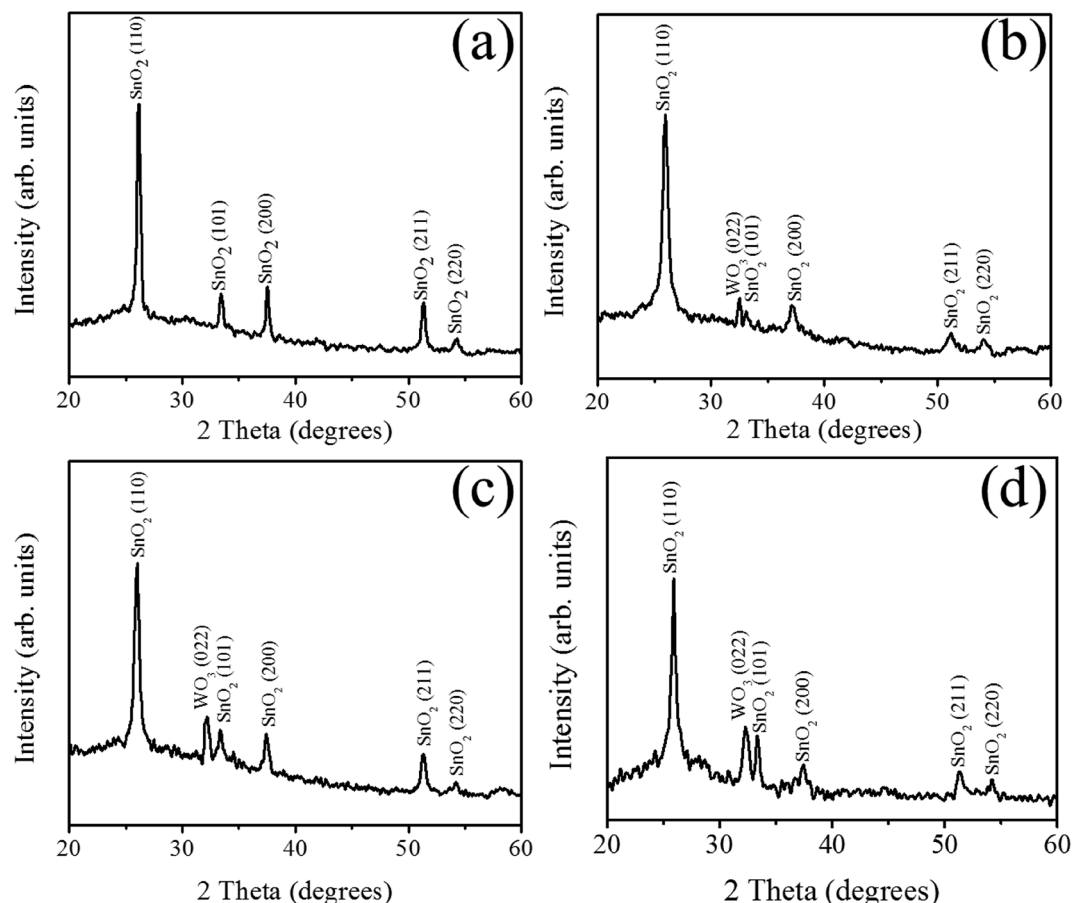 (a)
Intensity (arb. units)
SnO₂ (110)
SnO₂ (101)
SnO₂ (200)
SnO₂ (211)
SnO₂ (220)
20 30 40 50 60
2 Theta (degrees)
(b)
Intensity (arb. units)
SnO₂ (110)
WO₃ (022)
SnO₂ (101)
SnO₂ (200)
SnO₂ (211)
SnO₂ (220)
20 30 40 50 60
2 Theta (degrees)
(c)
Intensity (arb. units)
SnO₂ (110)
WO₃ (022)
SnO₂ (101)
SnO₂ (200)
SnO₂ (211)
SnO₂ (220)
20 30 40 50 60
2 Theta (degrees)
(d)
Intensity (arb. units)
SnO₂ (110)
WO₃ (022)
SnO₂ (101)
SnO₂ (200)
SnO₂ (211)
SnO₂ (220)
20 30 40 50 60
2 Theta (degrees)